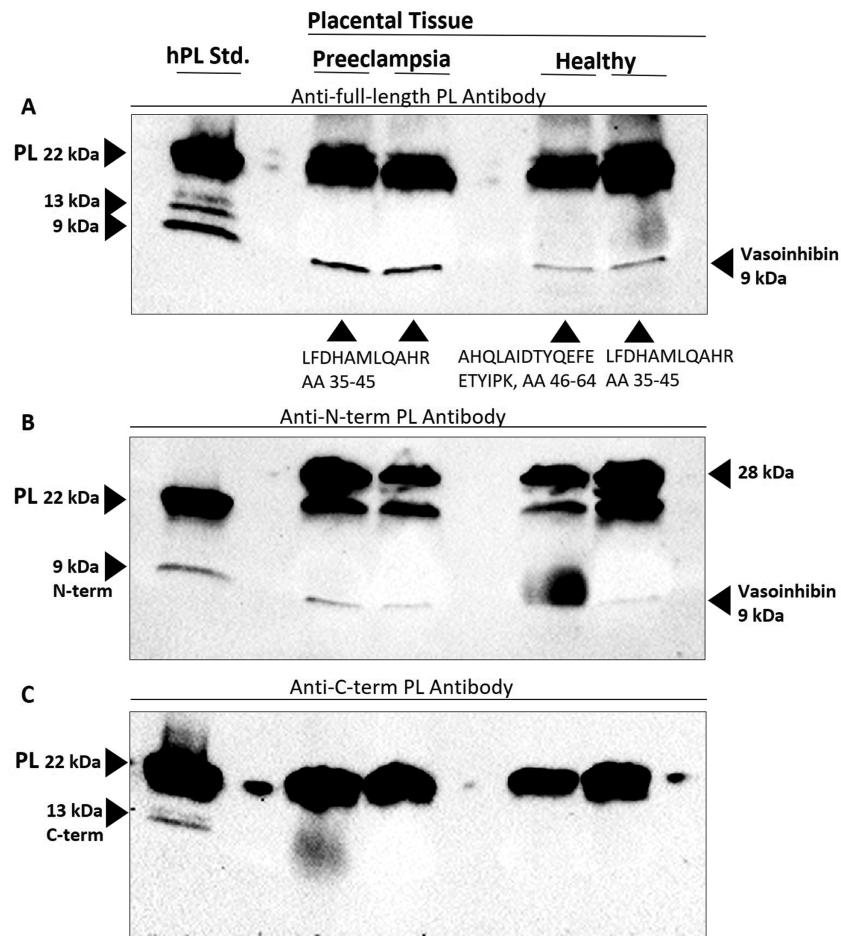 Placental Tissue
hPL Std.
Preeclampsia
Healthy
A
Anti-full-length PL Antibody
PL 22 kDa
13 kDa
9 kDa
Vasoinhibin
9 kDa
LFDHAMLQAHR
AA 35-45
AHQLAIDTYQEFE
ETYIPK, AA 46-64
LFDHAMLQAHR
AA 35-45
B
Anti-N-term PL Antibody
PL 22 kDa
28 kDa
9 kDa
N-term
Vasoinhibin
9 kDa
C
Anti-C-term PL Antibody
PL 22 kDa
13 kDa
C-term